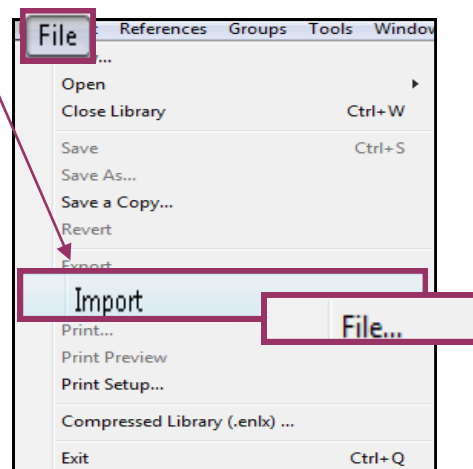 File References Groups Tools Window
...
Open
Close Library Ctrl+W
Save Ctrl+S
Save As...
Save a Copy...
Revert
Export
Import
File...
Print...
Print Preview
Print Setup...
Compressed Library (.enlx) ...
Exit Ctrl+Q